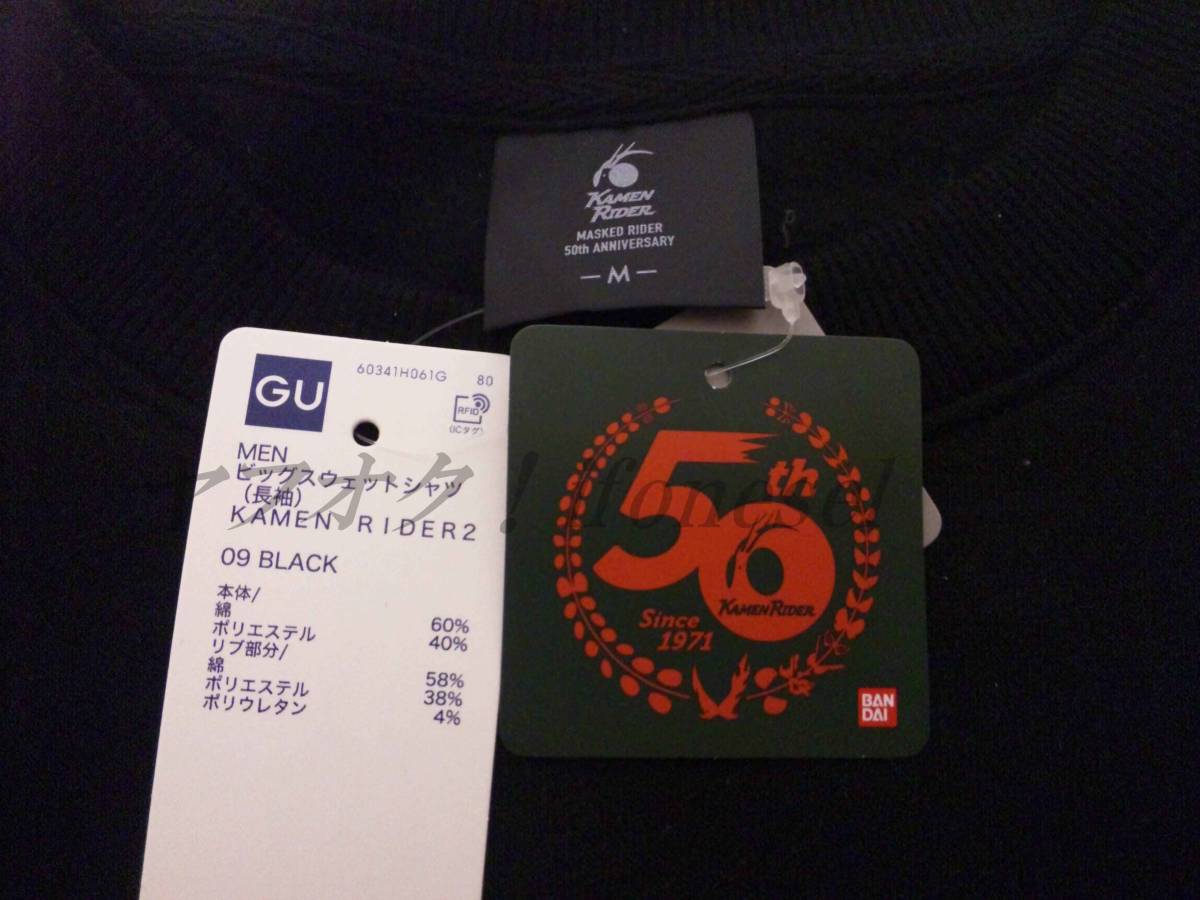 KAMEN
RIDER
MASKED RIDER
50th ANNIVERSARY
— M —
GU
60341H061G 80
RFID
(ICタグ)
MEN
ビッグスウェットシャツ
(長袖)
KAMEN RIDER2
09 BLACK
本体/
綿 60%
ポリエステル 40%
リブ部分/
綿 58%
ポリエステル 38%
ポリウレタン 4%
50th
KAMEN RIDER
Since
1971
BAN
DAI